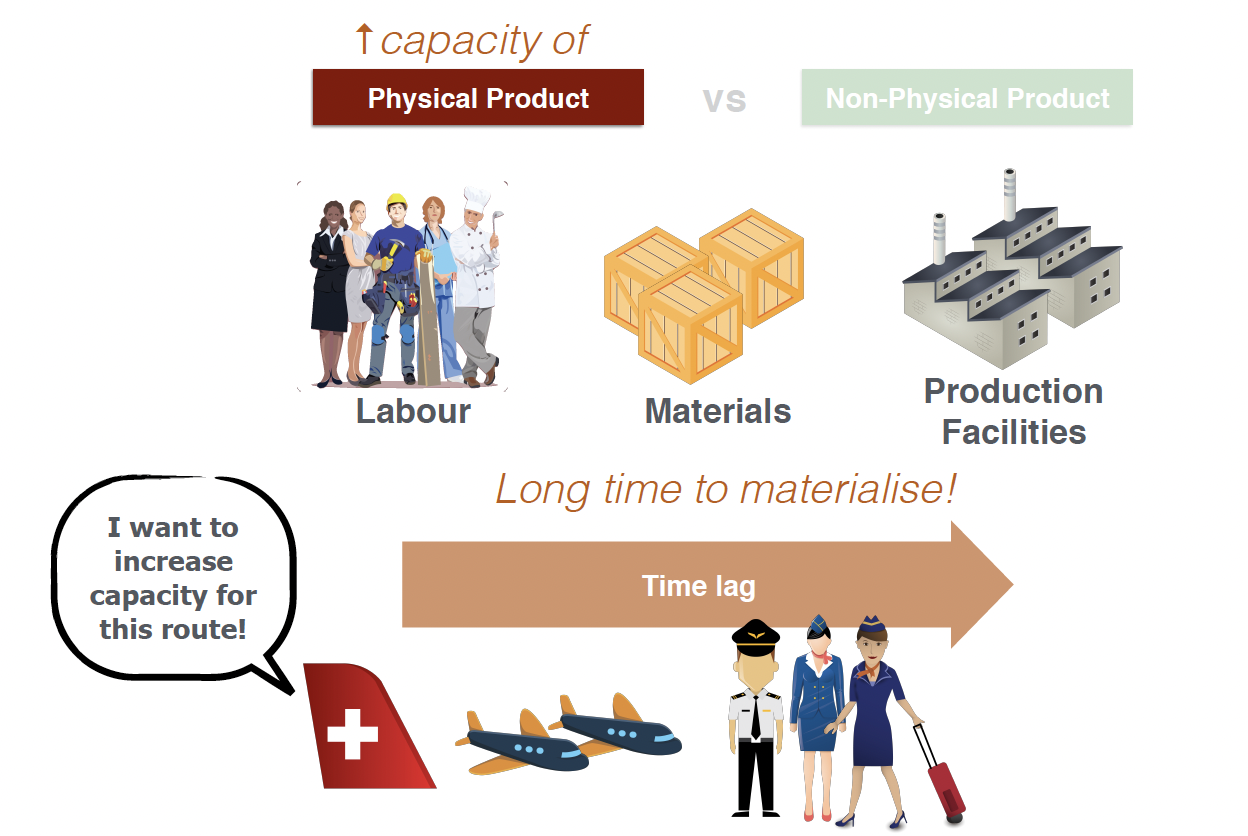 ↑capacity of
Physical Product
vs
Non-Physical Product
Labour
Materials
Production
Facilities
Long time to materialise!
I want to
increase
capacity for
this route!
Time lag